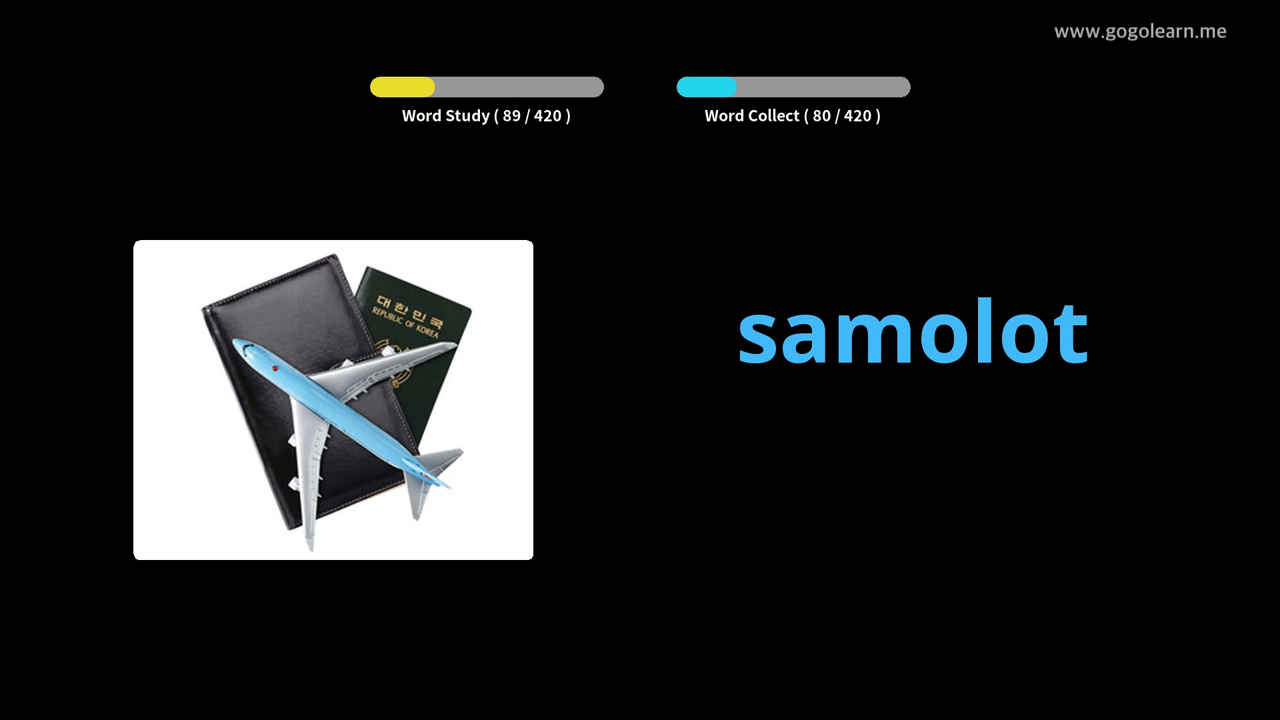 www.gogolearn.me
Word Study ( 89 / 420 )
Word Collect ( 80 / 420 )
대한민국
REPUBLIC OF KOREA
samolot